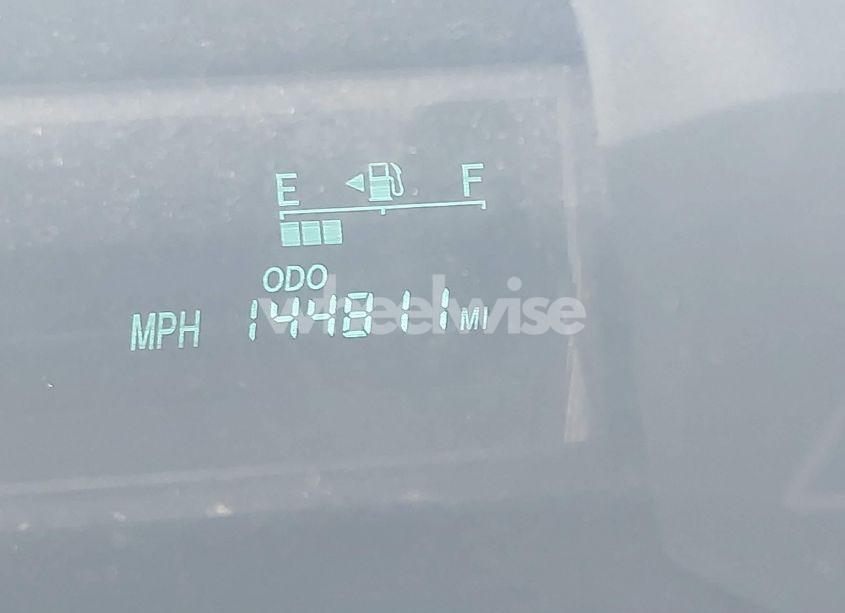 E F
ODO
MPH 144811 MI
wheelwise